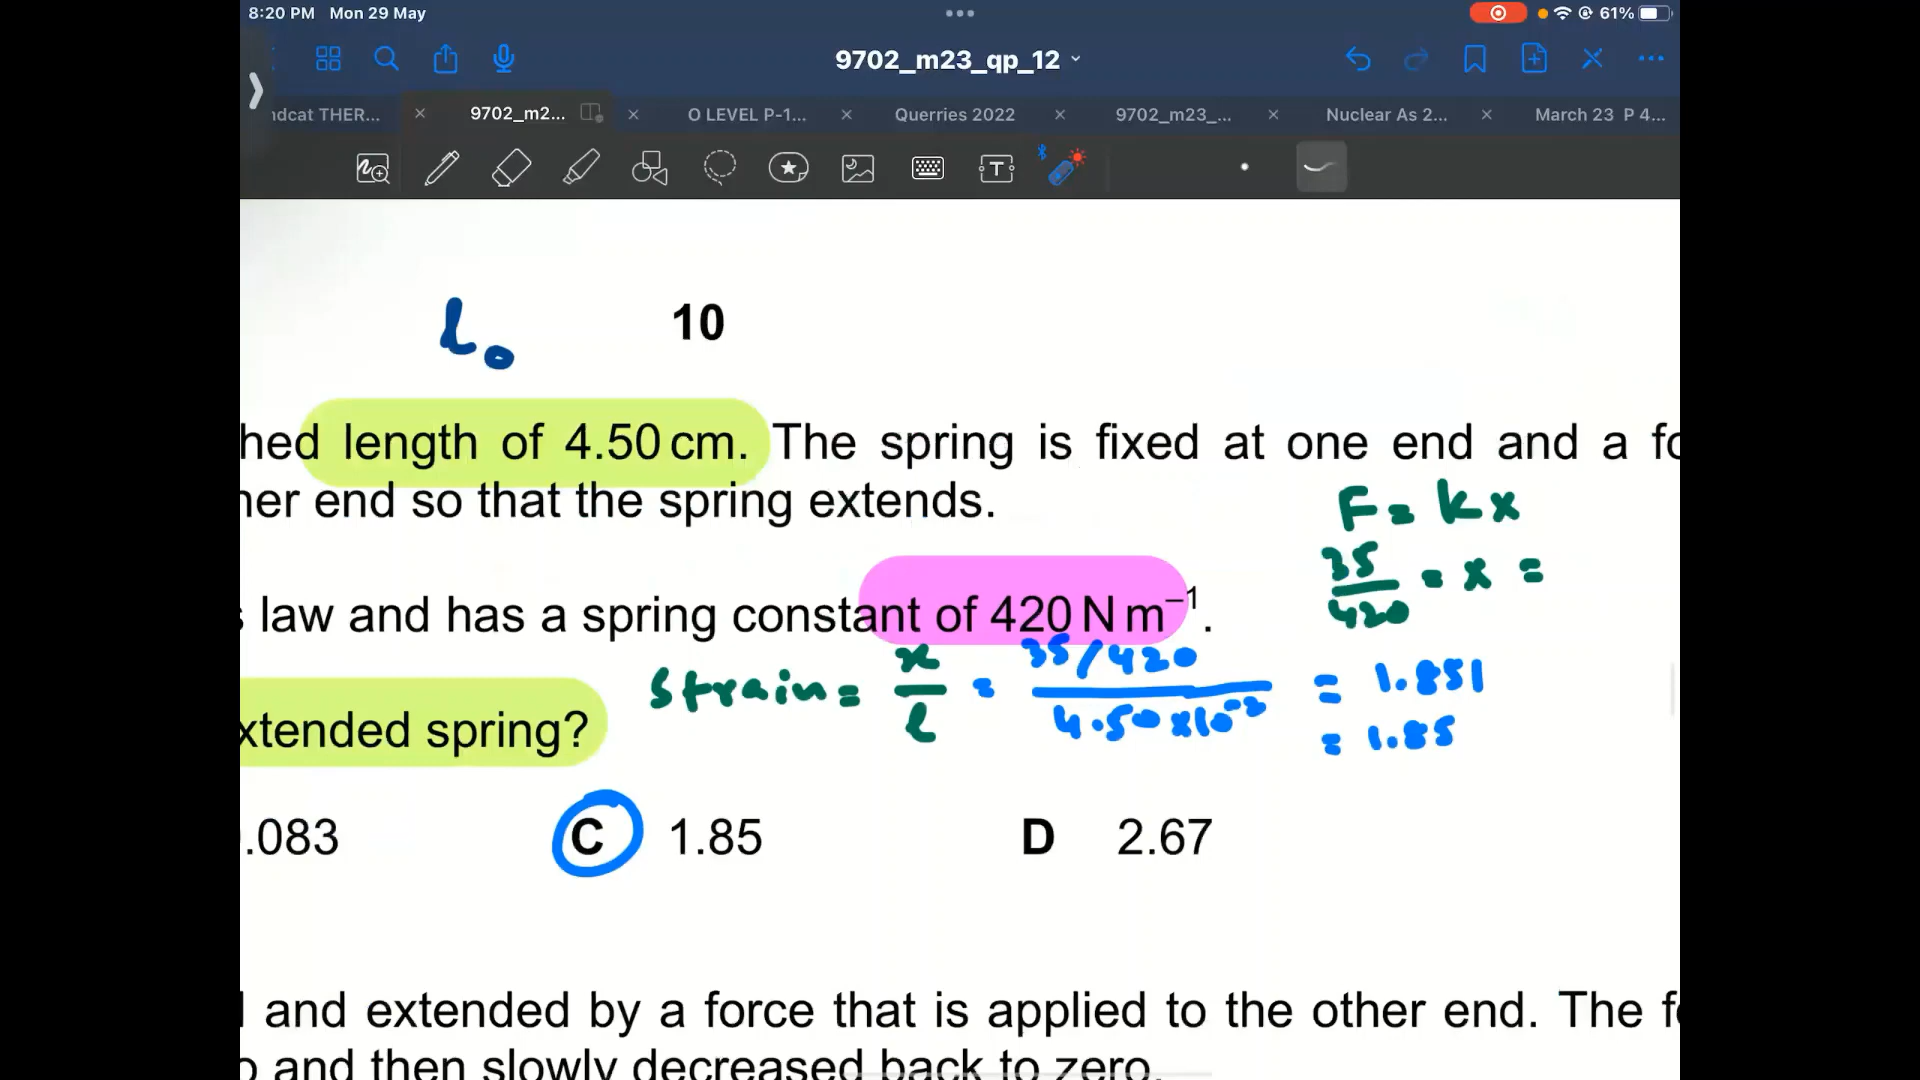 8:20 PM Mon 29 May
61%
9702_m23_qp_12
ndcat THER...
9702_m2...
O LEVEL P-1...
Querries 2022
9702_m23_...
Nuclear As 2...
March 23 P 4...
L₀
10
hed length of 4.50 cm. The spring is fixed at one end and a fo
ner end so that the spring extends.
F = kx
35/420 = x =
s law and has a spring constant of 420 N m⁻¹.
Strain = x/l = 35/420 / 4.50 x10⁻² = 1.851
= 1.85
xtended spring?
.083 C 1.85 D 2.67
and extended by a force that is applied to the other end. The f
o and then slowly decreased back to zero.